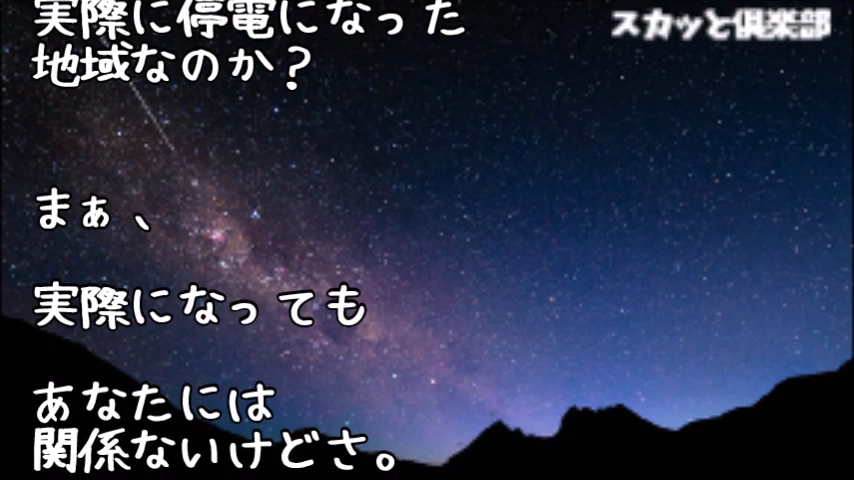 実際に停電になった
スカッと倶楽部
地域なのか？
まぁ、
実際になっても
あなたには
関係ないけどさ。